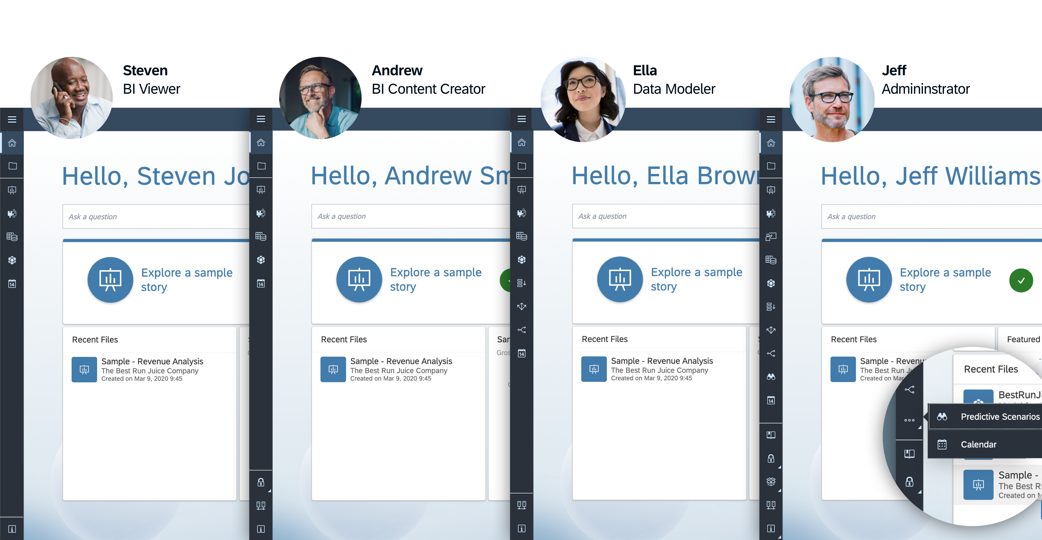 Steven
BI Viewer
Andrew
BI Content Creator
Ella
Data Modeler
Jeff
Admininstrator
Hello, Steven Jo
Hello, Andrew Sm
Hello, Ella Brow
Hello, Jeff Williams
Ask a question
Ask a question
Ask a question
Ask a question
Explore a sample
story
Explore a sample
story
Explore a sample
story
Explore a sample
story
Recent Files
Sample - Revenue Analysis
The Best Run Juice Company
Created on Mar 9, 2020 9:45
Recent Files
Sample - Revenue Analysis
The Best Run Juice Company
Created on Mar 9, 2020 9:45
Recent Files
Sample - Revenue Analysis
The Best Run Juice Company
Created on Mar 9, 2020 9:45
Recent Files
Featured
Sample - Revenu
The Best Run Juice
Created on Mar 9, 2020
Recent Files
BestRunJ
Predictive Scenarios
Calendar
Sample -
The Best R
Created on